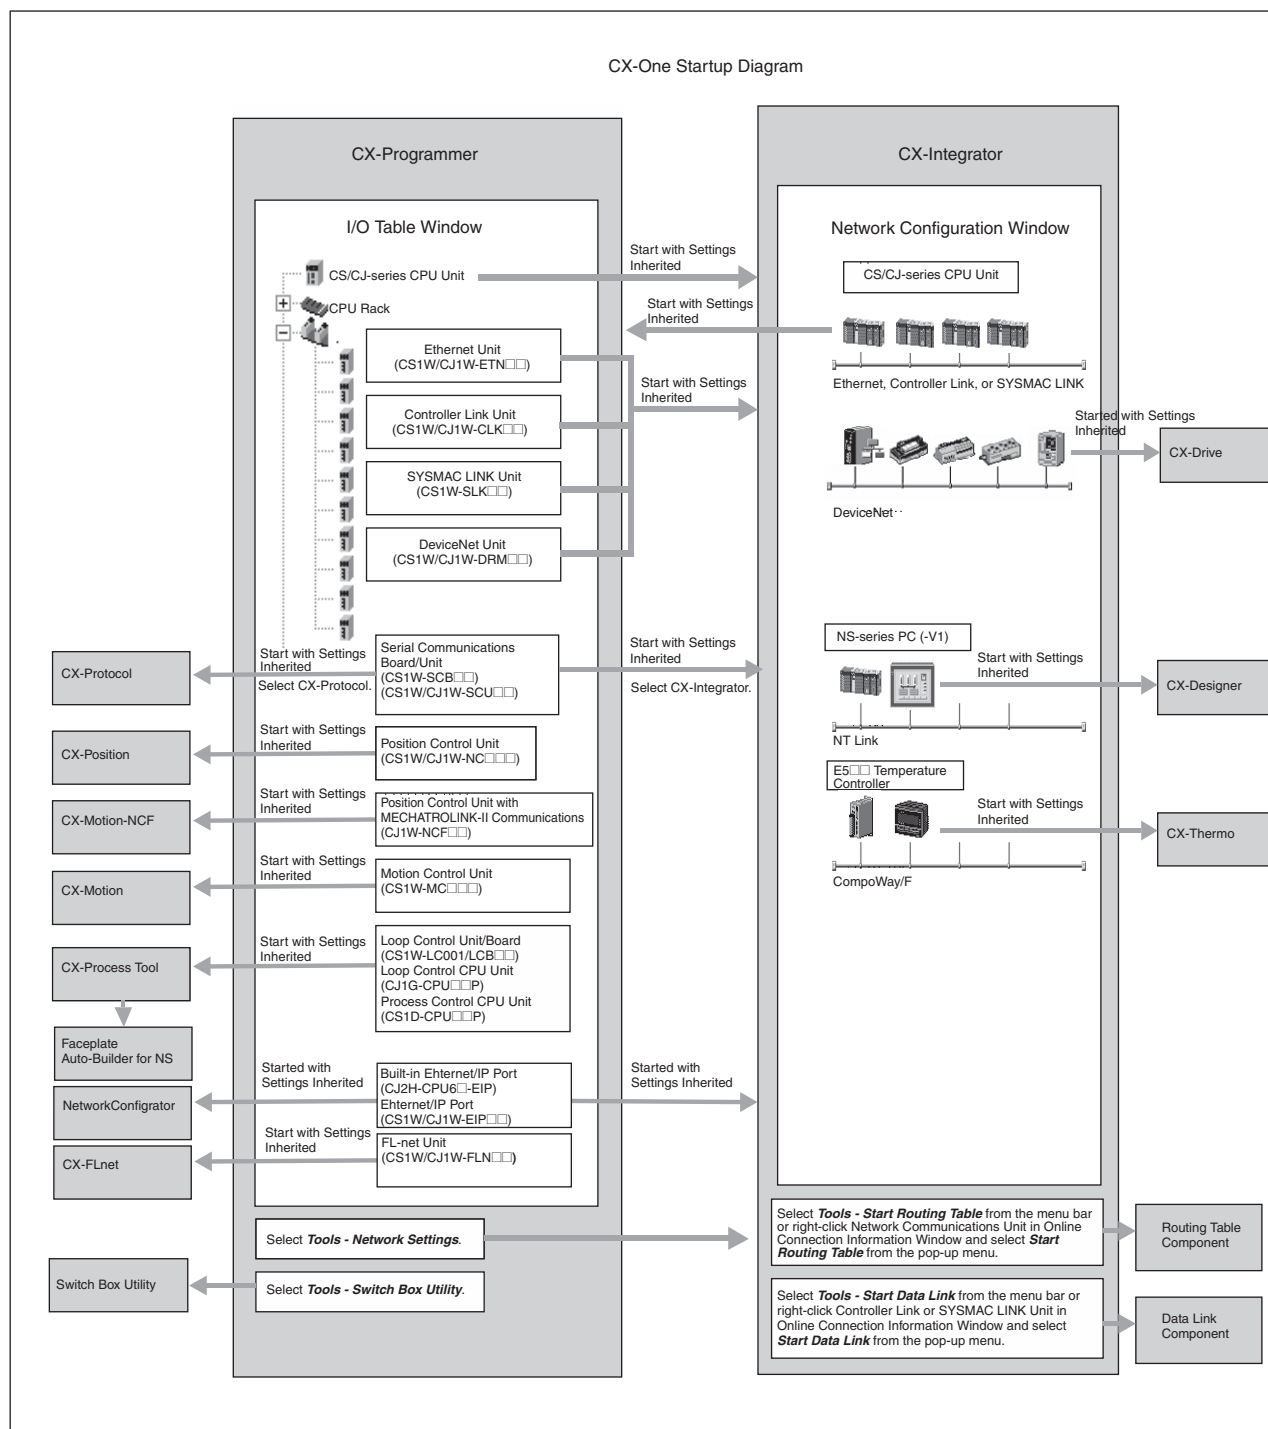 CX-One Startup Diagram
CX-Programmer
I/O Table Window
CS/CJ-series CPU Unit
CPU Rack
Ethernet Unit
(CS1W/CJ1W-ETN□□)
Controller Link Unit
(CS1W/CJ1W-CLK□□)
SYSMAC LINK Unit
(CS1W-SLK□□)
DeviceNet Unit
(CS1W/CJ1W-DRM□□)
Start with Settings
Inherited
Start with Settings
Inherited
Start with Settings
Inherited
CX-Integrator
Network Configuration Window
CS/CJ-series CPU Unit
Ethernet, Controller Link, or SYSMAC LINK
DeviceNet
Started with Settings
Inherited
CX-Drive
CX-Protocol
Start with Settings
Inherited
Select CX-Protocol.
Serial Communications
Board/Unit
(CS1W-SCB□□)
(CS1W/CJ1W-SCU□□)
Start with Settings
Inherited
Select CX-Integrator.
NS-series PC (-V1)
Start with Settings
Inherited
CX-Designer
NT Link
CX-Position
Start with Settings
Inherited
Position Control Unit
(CS1W/CJ1W-NC□□□)
E5□□ Temperature
Controller
Start with Settings
Inherited
CX-Thermo
CompoWay/F
CX-Motion-NCF
Start with Settings
Inherited
Position Control Unit with
MECHATROLINK-II Communications
(CJ1W-NCF□□)
CX-Motion
Start with Settings
Inherited
Motion Control Unit
(CS1W-MC□□□)
CX-Process Tool
Start with Settings
Inherited
Loop Control Unit/Board
(CS1W-LC001/LCB□□)
Loop Control CPU Unit
(CJ1G-CPU□□P)
Process Control CPU Unit
(CS1D-CPU□□P)
Faceplate
Auto-Builder for NS
NetworkConfigrator
Started with
Settings Inherited
Built-in Ehternet/IP Port
(CJ2H-CPU6□-EIP)
Ehternet/IP Port
(CS1W/CJ1W-EIP□□)
Started with
Settings Inherited
CX-FLnet
Start with Settings
Inherited
FL-net Unit
(CS1W/CJ1W-FLN□□)
Select Tools - Network Settings.
Select Tools - Start Routing Table from the menu bar
or right-click Network Communications Unit in Online
Connection Information Window and select Start
Routing Table from the pop-up menu.
Routing Table
Component
Switch Box Utility
Select Tools - Switch Box Utility.
Select Tools - Start Data Link from the menu bar or
right-click Controller Link or SYSMAC LINK Unit in
Online Connection Information Window and select
Start Data Link from the pop-up menu.
Data Link
Component